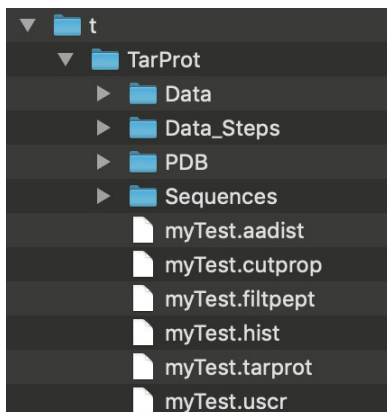 t
TarProt
Data
Data_Steps
PDB
Sequences
myTest.aadist
myTest.cutprop
myTest.filtpept
myTest.hist
myTest.tarprot
myTest.uscr